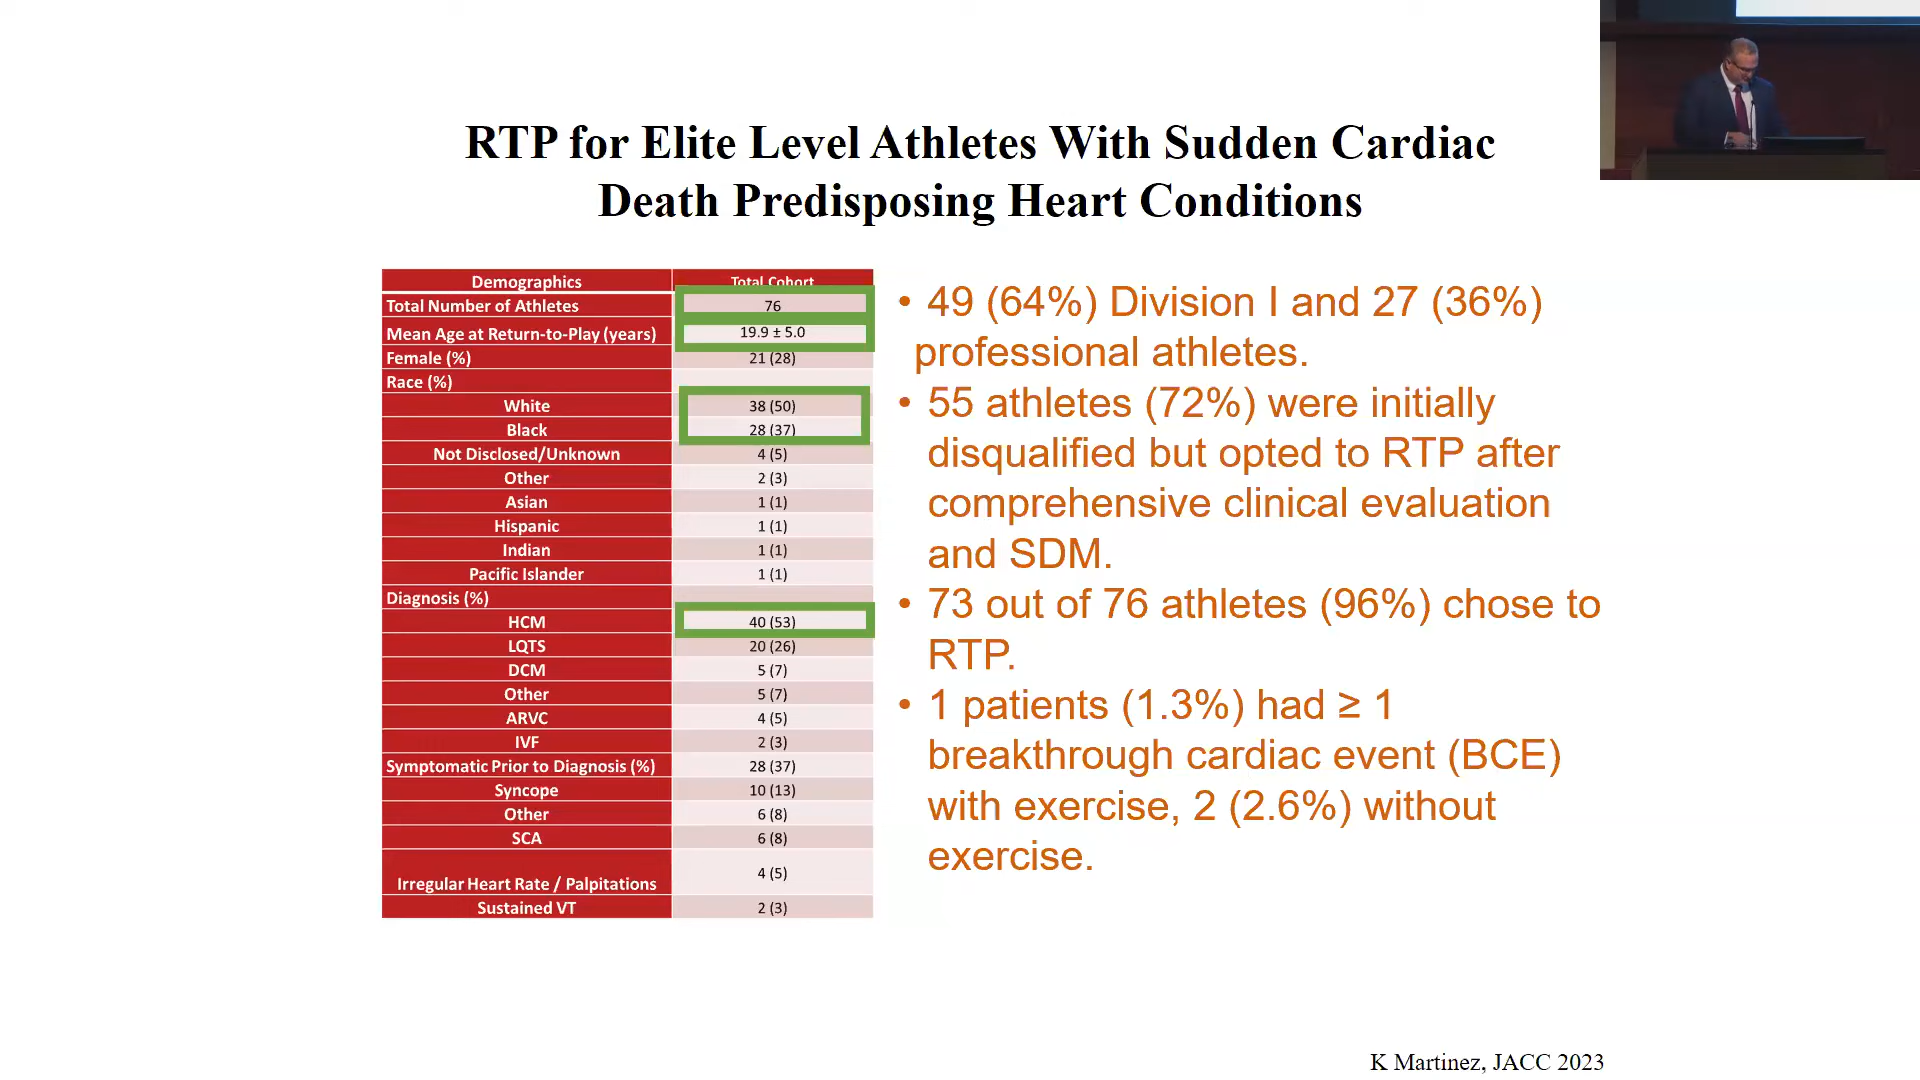 RTP for Elite Level Athletes With Sudden Cardiac
Death Predisposing Heart Conditions
Demographics Total Cohort
Total Number of Athletes 76
Mean Age at Return-to-Play (years) 19.9 ± 5.0
Female (%) 21 (28)
Race (%)
White 38 (50)
Black 28 (37)
Not Disclosed/Unknown 4 (5)
Other 2 (3)
Asian 1 (1)
Hispanic 1 (1)
Indian 1 (1)
Pacific Islander 1 (1)
Diagnosis (%)
HCM 40 (53)
LQTS 20 (26)
DCM 5 (7)
Other 5 (7)
ARVC 4 (5)
IVF 2 (3)
Symptomatic Prior to Diagnosis (%) 28 (37)
Syncope 10 (13)
Other 6 (8)
SCA 6 (8)
Irregular Heart Rate / Palpitations 4 (5)
Sustained VT 2 (3)
• 49 (64%) Division I and 27 (36%)
professional athletes.
• 55 athletes (72%) were initially
disqualified but opted to RTP after
comprehensive clinical evaluation
and SDM.
• 73 out of 76 athletes (96%) chose to
RTP.
• 1 patients (1.3%) had ≥ 1
breakthrough cardiac event (BCE)
with exercise, 2 (2.6%) without
exercise.
K Martinez, JACC 2023